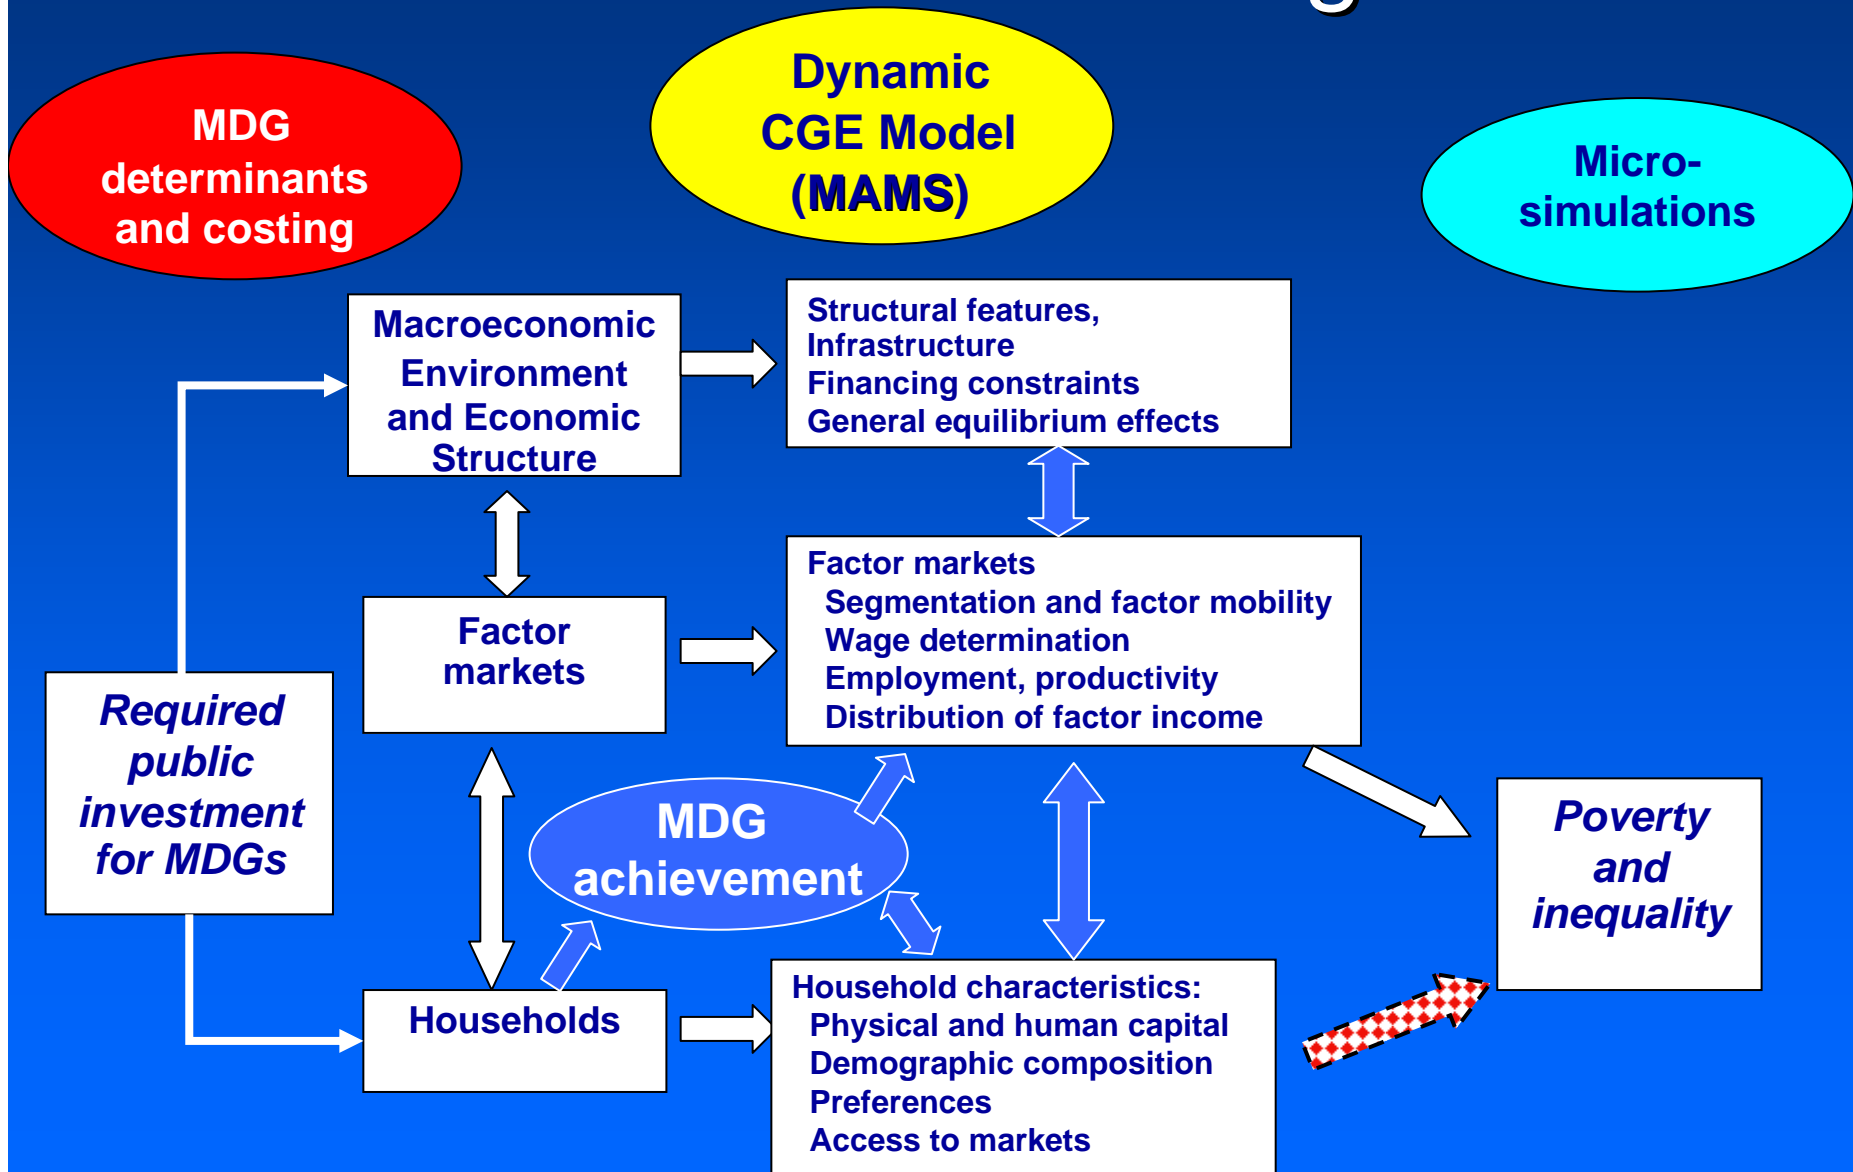 MDG
determinants
and costing
Dynamic
CGE Model
(MAMS)
Micro-
simulations
Macroeconomic
Environment
and Economic
Structure
Structural features,
Infrastructure
Financing constraints
General equilibrium effects
Factor
markets
Factor markets
Segmentation and factor mobility
Wage determination
Employment, productivity
Distribution of factor income
Required
public
investment
for MDGs
MDG
achievement
Poverty
and
inequality
Households
Household characteristics:
Physical and human capital
Demographic composition
Preferences
Access to markets